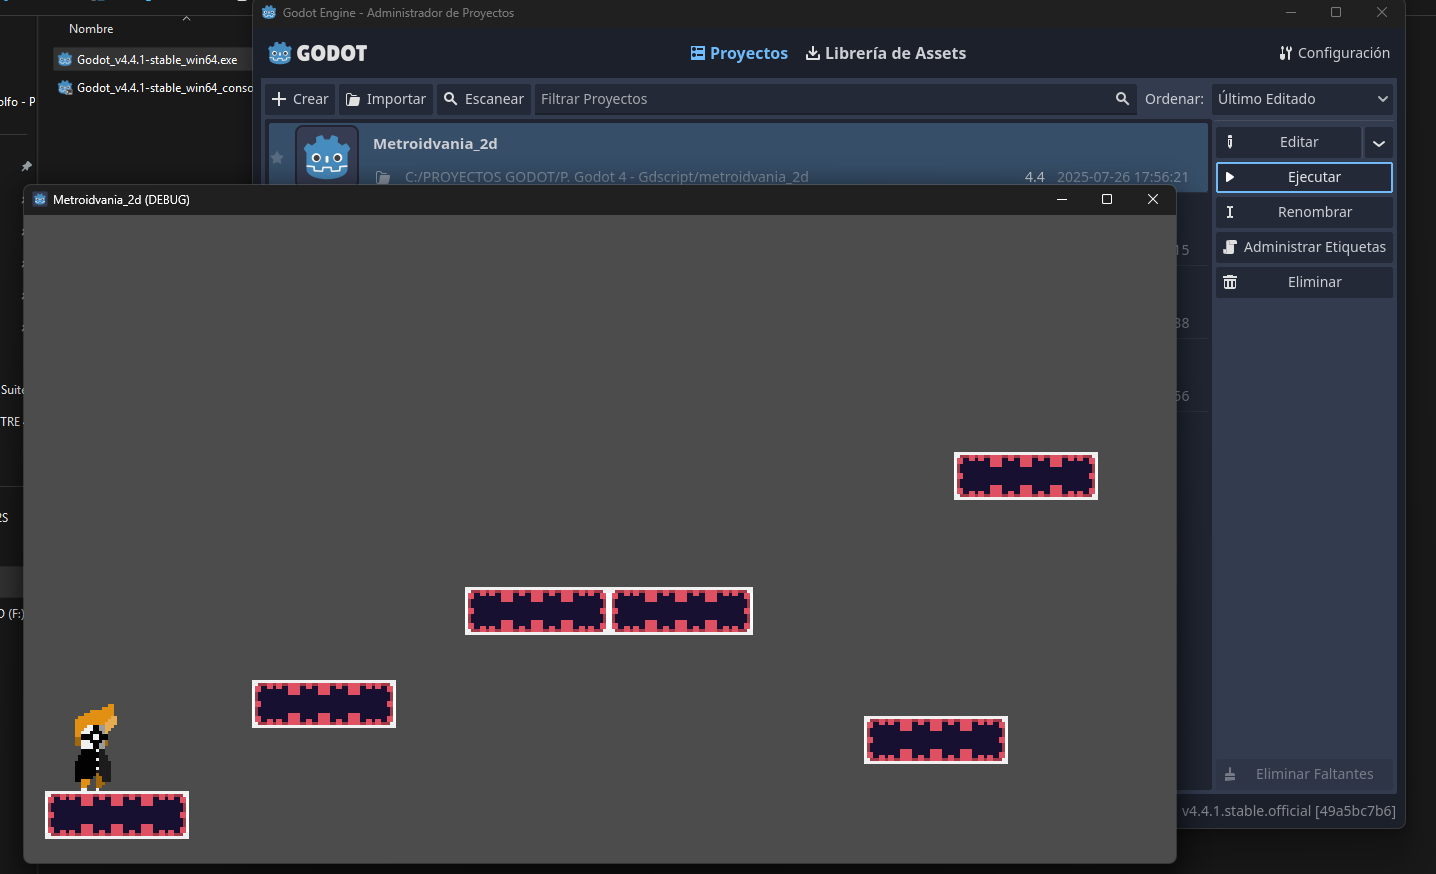 Nombre
Godot_v4.4.1-stable_win64.exe
Godot_v4.4.1-stable_win64_conso
olfo - P
Suite
TRE
2S
O (F:)
Godot Engine - Administrador de Proyectos
GODOT
Proyectos
Librería de Assets
Configuración
Crear
Importar
Escanear
Filtrar Proyectos
Ordenar:
Último Editado
Metroidvania_2d
C:/PROYECTOS GODOT/P. Godot 4 - Gdscript/metroidvania_2d
4.4
2025-07-26 17:56:21
15
38
56
Editar
Ejecutar
Renombrar
Administrar Etiquetas
Eliminar
Eliminar Faltantes
v4.4.1.stable.official [49a5bc7b6]
Metroidvania_2d (DEBUG)